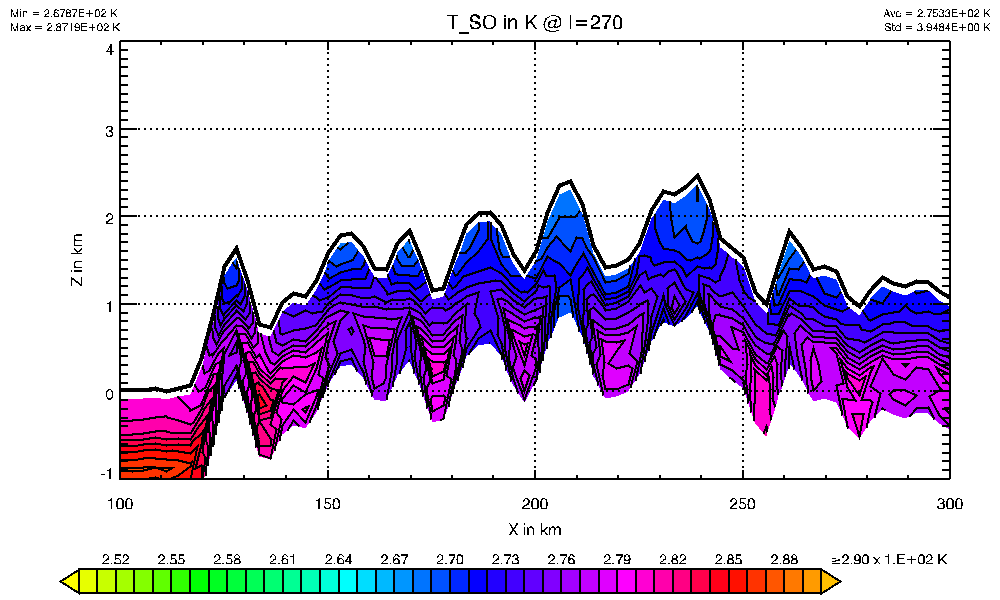 Min = 2.6787E+02 K
Max = 2.8719E+02 K
T_SO in K @ I=270
Avc = 2.7533E+02 K
Std = 3.9484E+00 K
4
3
2
1
0
-1
Z in km
100 150 200 250 300
X in km
2.52 2.55 2.58 2.61 2.64 2.67 2.70 2.73 2.76 2.79 2.82 2.85 2.88 ≥2.90 x 1.E+02 K